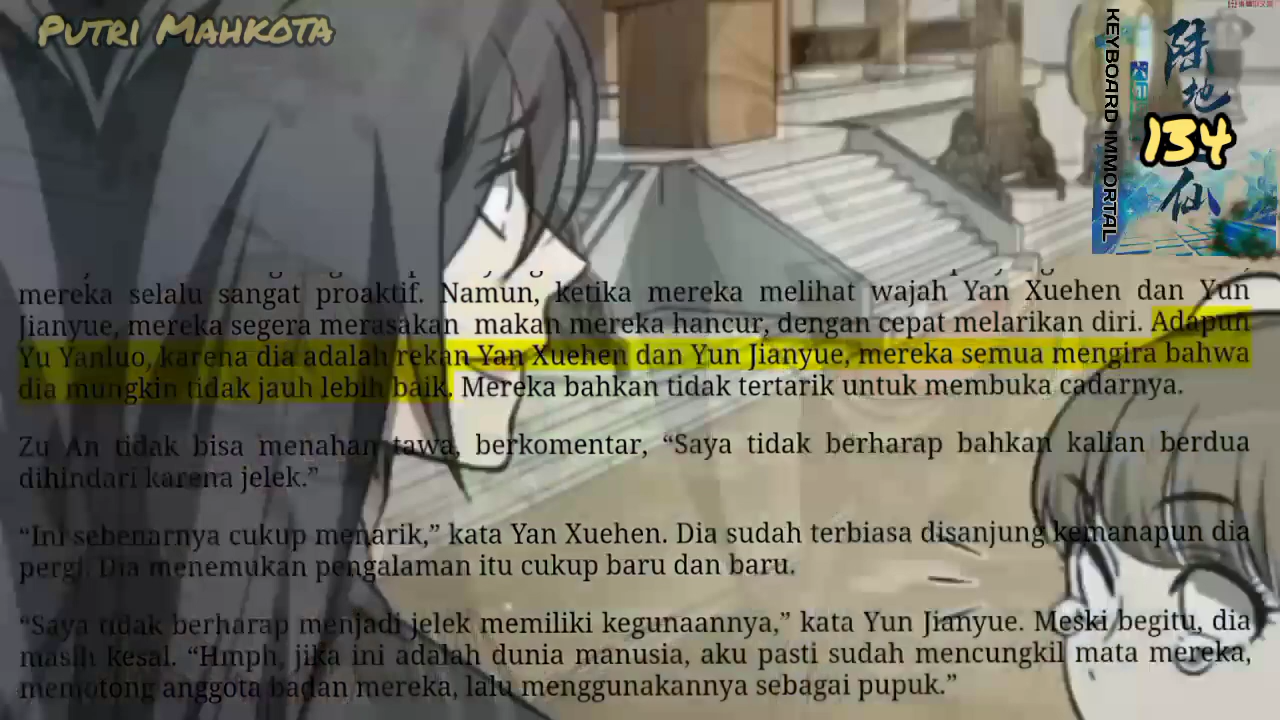 PUTRI MAHKOTA
KEYBOARD IMMORTAL
陆地
134
仙
mereka selalu sangat proaktif. Namun, ketika mereka melihat wajah Yan Xuehen dan Yun
Jianyue, mereka segera merasakan makan mereka hancur, dengan cepat melarikan diri. Adapun
Yu Yanluo, karena dia adalah rekan Yan Xuehen dan Yun Jianyue, mereka semua mengira bahwa
dia mungkin tidak jauh lebih baik. Mereka bahkan tidak tertarik untuk membuka cadarnya.
Zu An tidak bisa menahan tawa, berkomentar, “Saya tidak berharap bahkan kalian berdua
dihindari karena jelek.”
“Ini sebenarnya cukup menarik,” kata Yan Xuehen. Dia sudah terbiasa disanjung kemanapun dia
pergi. Dia menemukan pengalaman itu cukup baru dan baru.
“Saya tidak berharap menjadi jelek memiliki kegunaannya,” kata Yun Jianyue. Meski begitu, dia
masih kesal. “Hmph, jika ini adalah dunia manusia, aku pasti sudah mencungkil mata mereka,
memotong anggota badan mereka, lalu menggunakannya sebagai pupuk.”